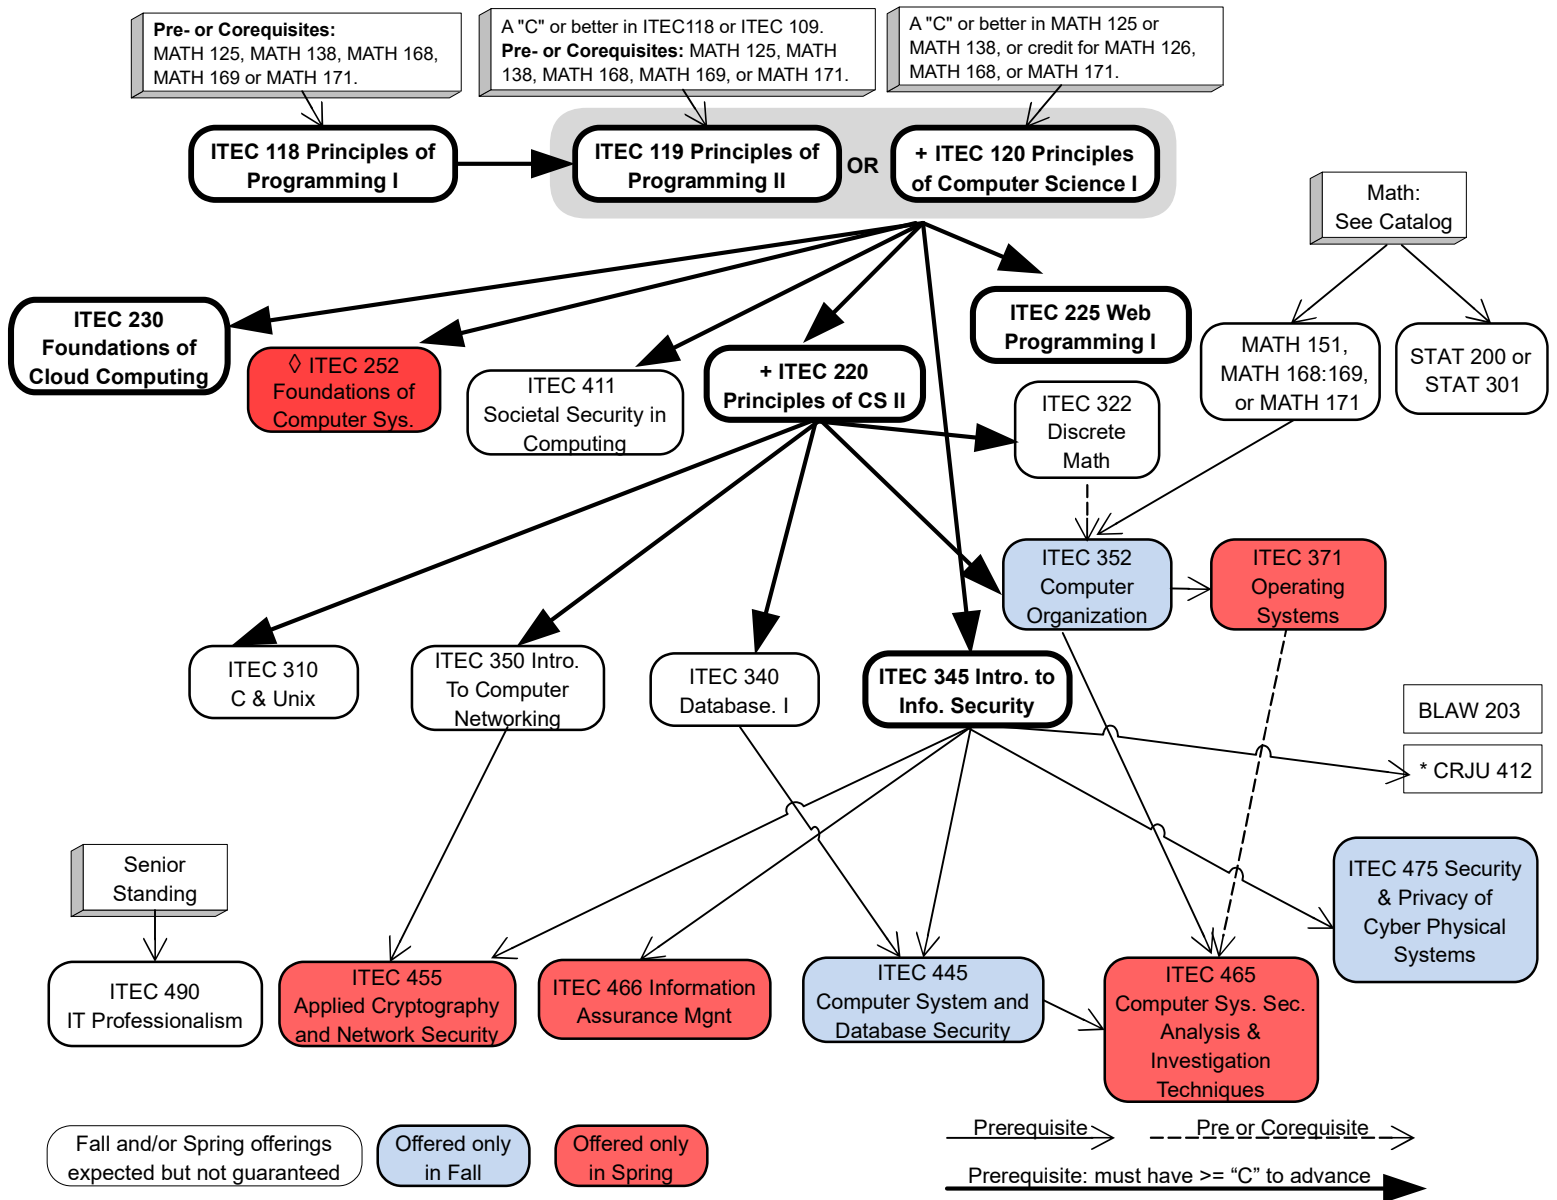 Pre- or Corequisites:
MATH 125, MATH 138, MATH 168,
MATH 169 or MATH 171.
A "C" or better in ITEC118 or ITEC 109.
Pre- or Corequisites: MATH 125, MATH
138, MATH 168, MATH 169, or MATH 171.
A "C" or better in MATH 125 or
MATH 138, or credit for MATH 126,
MATH 168, or MATH 171.
ITEC 118 Principles of
Programming I
ITEC 119 Principles of
Programming II
OR
+ ITEC 120 Principles
of Computer Science I
Math:
See Catalog
ITEC 230
Foundations of
Cloud Computing
◊ ITEC 252
Foundations of
Computer Sys.
ITEC 411
Societal Security in
Computing
+ ITEC 220
Principles of CS II
ITEC 225 Web
Programming I
ITEC 322
Discrete
Math
MATH 151,
MATH 168:169,
or MATH 171
STAT 200 or
STAT 301
ITEC 352
Computer
Organization
ITEC 371
Operating
Systems
ITEC 310
C & Unix
ITEC 350 Intro.
To Computer
Networking
ITEC 340
Database. I
ITEC 345 Intro. to
Info. Security
BLAW 203
* CRJU 412
Senior
Standing
ITEC 475 Security
& Privacy of
Cyber Physical
Systems
ITEC 490
IT Professionalism
ITEC 455
Applied Cryptography
and Network Security
ITEC 466 Information
Assurance Mgnt
ITEC 445
Computer System and
Database Security
ITEC 465
Computer Sys. Sec.
Analysis &
Investigation
Techniques
Fall and/or Spring offerings
expected but not guaranteed
Offered only
in Fall
Offered only
in Spring
Prerequisite
Pre or Corequisite
Prerequisite: must have >= “C” to advance